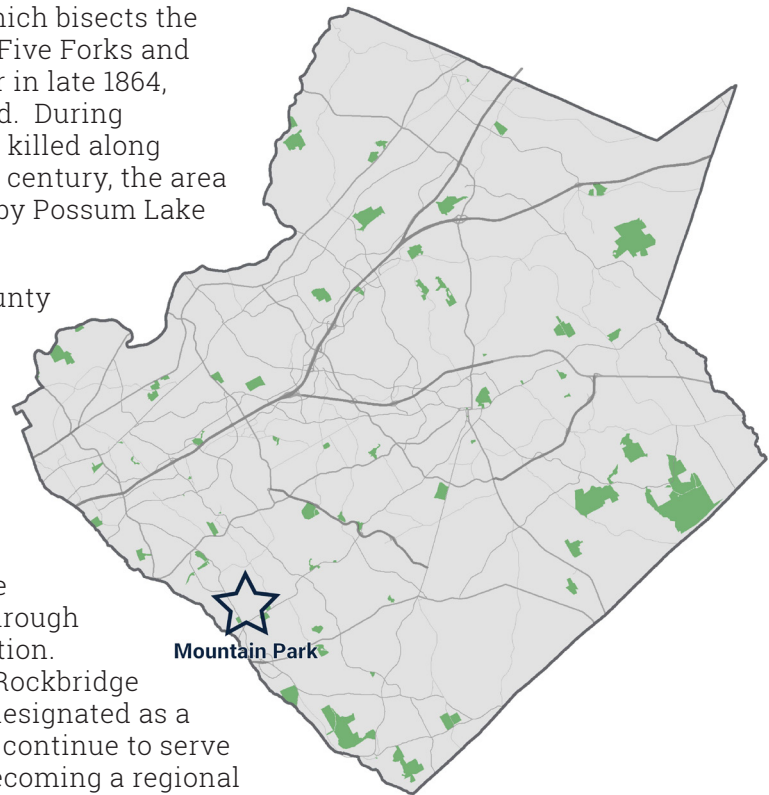 hich bisects the
Five Forks and
r in late 1864,
d. During
killed along
century, the area
by Possum Lake
unty
e
rough
tion.
Rockbridge
designated as a
continue to serve
ecoming a regional
Mountain Park